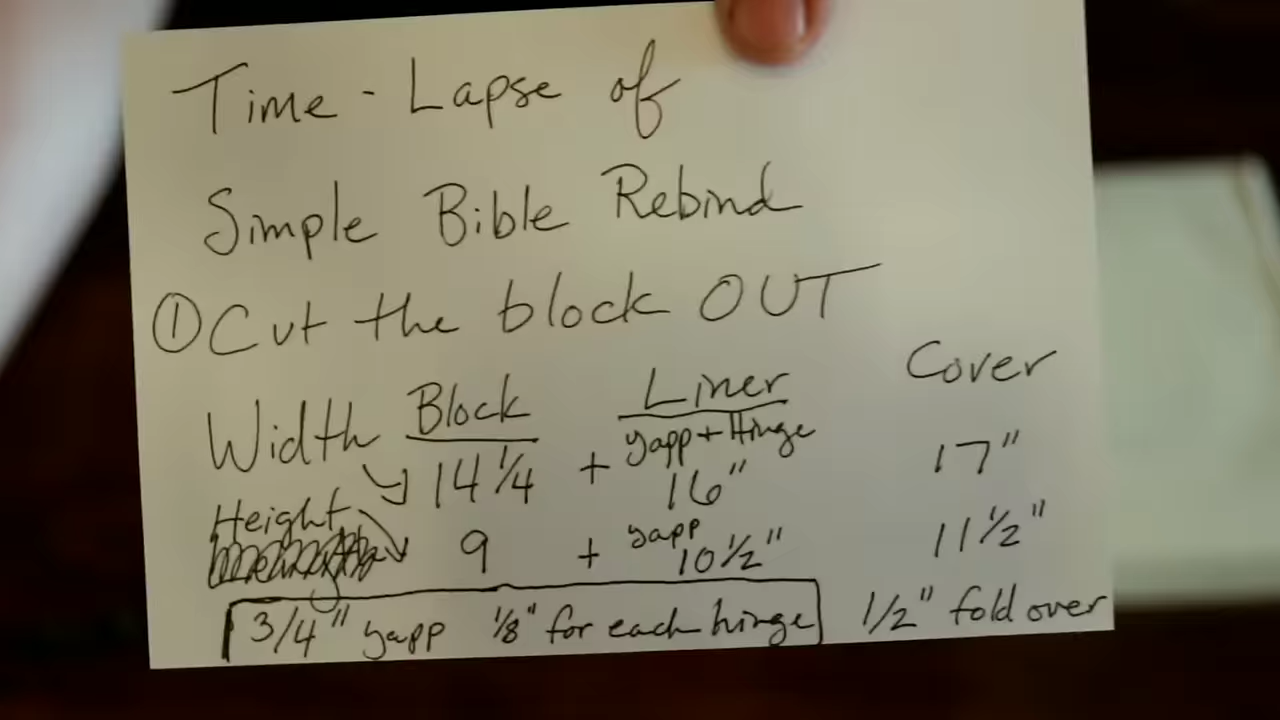 Time - Lapse of
Simple Bible Rebind
① Cut the block OUT
Width Block Liner Cover
yapp + Hinge
14 1/4 + 16" 17"
Height 9 + yapp 10 1/2" 11 1/2"
3/4" yapp 1/8" for each hinge 1/2" fold over